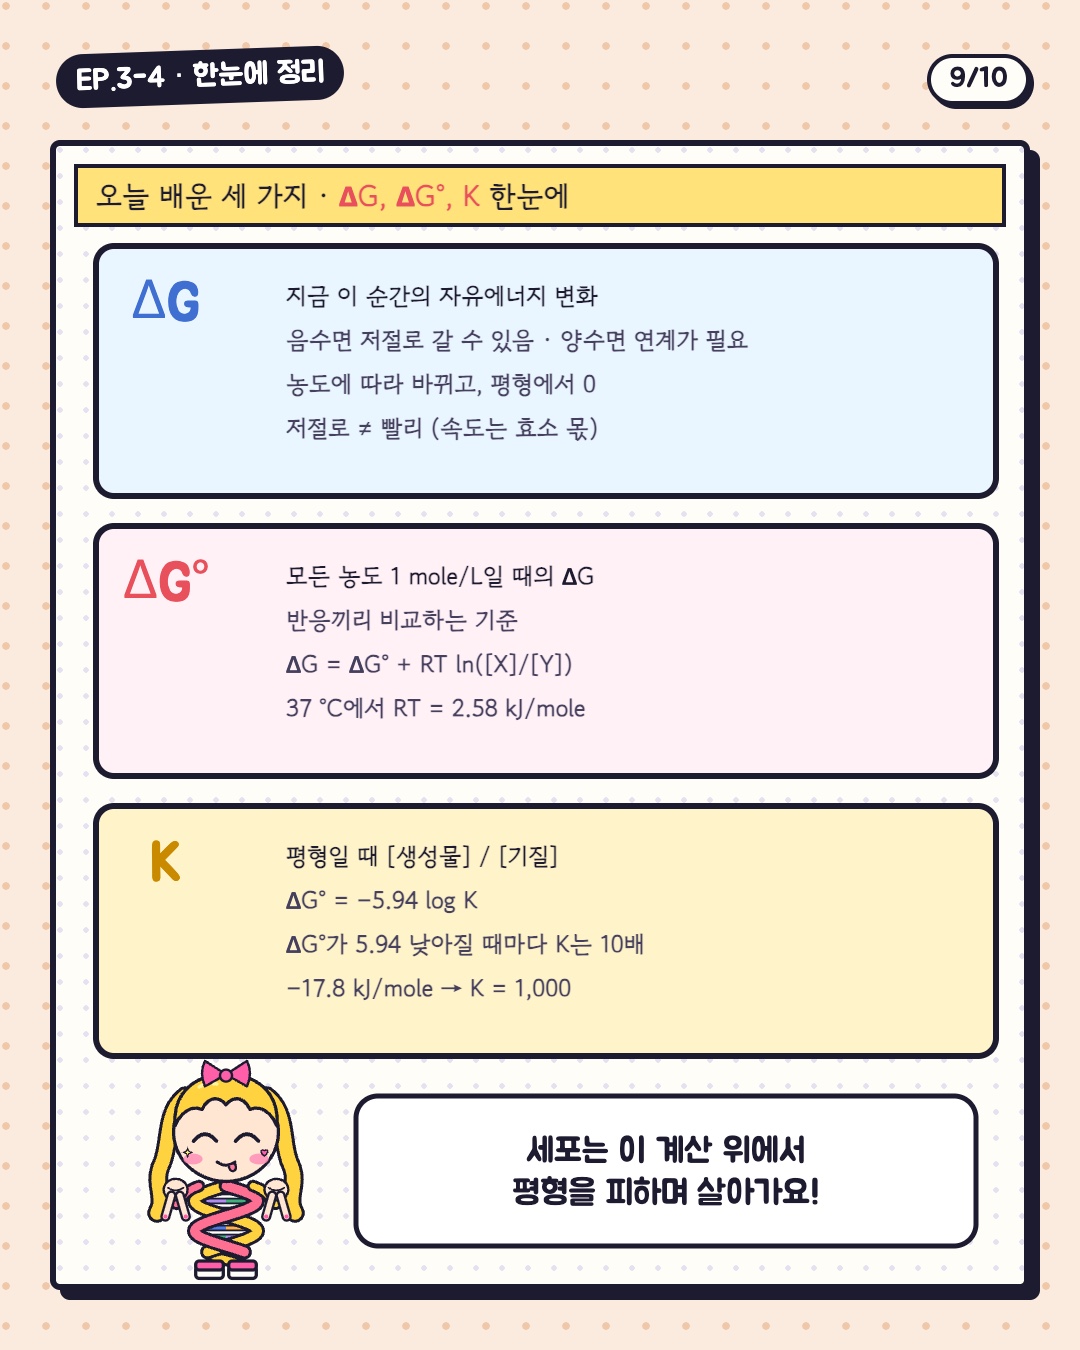 EP.3-4 · 한눈에 정리
9/10
오늘 배운 세 가지 · ΔG, ΔG°, K 한눈에
ΔG
지금 이 순간의 자유에너지 변화
음수면 저절로 갈 수 있음 · 양수면 연계가 필요
농도에 따라 바뀌고, 평형에서 0
저절로 ≠ 빨리 (속도는 효소 몫)
ΔG°
모든 농도 1 mole/L일 때의 ΔG
반응끼리 비교하는 기준
ΔG = ΔG° + RT ln([X]/[Y])
37 °C에서 RT = 2.58 kJ/mole
K
평형일 때 [생성물] / [기질]
ΔG° = −5.94 log K
ΔG°가 5.94 낮아질 때마다 K는 10배
−17.8 kJ/mole → K = 1,000
세포는 이 계산 위에서
평형을 피하며 살아가요!